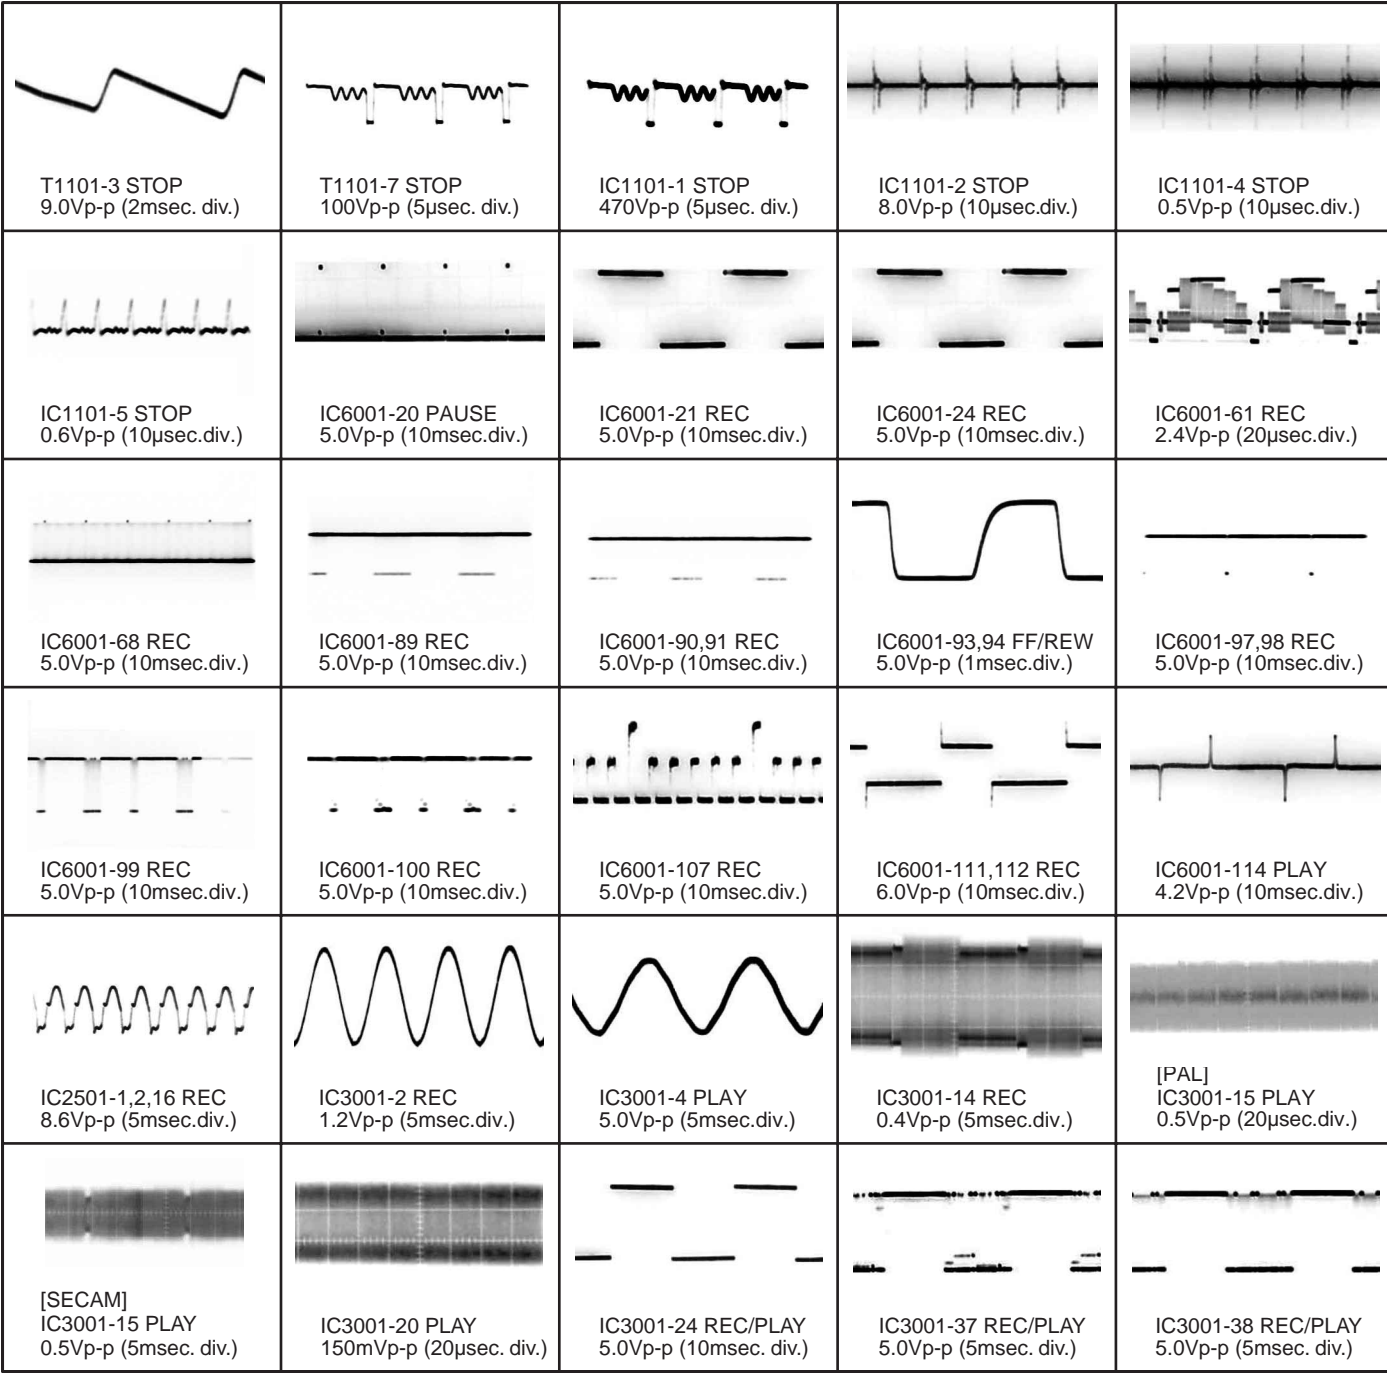 T1101-3 STOP
9.0Vp-p (2msec. div.)
T1101-7 STOP
100Vp-p (5µsec. div.)
IC1101-1 STOP
470Vp-p (5µsec. div.)
IC1101-2 STOP
8.0Vp-p (10µsec.div.)
IC1101-4 STOP
0.5Vp-p (10µsec.div.)
IC1101-5 STOP
0.6Vp-p (10µsec.div.)
IC6001-20 PAUSE
5.0Vp-p (10msec.div.)
IC6001-21 REC
5.0Vp-p (10msec.div.)
IC6001-24 REC
5.0Vp-p (10msec.div.)
IC6001-61 REC
2.4Vp-p (20µsec.div.)
IC6001-68 REC
5.0Vp-p (10msec.div.)
IC6001-89 REC
5.0Vp-p (10msec.div.)
IC6001-90,91 REC
5.0Vp-p (10msec.div.)
IC6001-93,94 FF/REW
5.0Vp-p (1msec.div.)
IC6001-97,98 REC
5.0Vp-p (10msec.div.)
IC6001-99 REC
5.0Vp-p (10msec.div.)
IC6001-100 REC
5.0Vp-p (10msec.div.)
IC6001-107 REC
5.0Vp-p (10msec.div.)
IC6001-111,112 REC
6.0Vp-p (10msec.div.)
IC6001-114 PLAY
4.2Vp-p (10msec.div.)
IC2501-1,2,16 REC
8.6Vp-p (5msec.div.)
IC3001-2 REC
1.2Vp-p (5msec.div.)
IC3001-4 PLAY
5.0Vp-p (5msec.div.)
IC3001-14 REC
0.4Vp-p (5msec.div.)
[PAL]
IC3001-15 PLAY
0.5Vp-p (20µsec.div.)
[SECAM]
IC3001-15 PLAY
0.5Vp-p (5msec. div.)
IC3001-20 PLAY
150mVp-p (20µsec. div.)
IC3001-24 REC/PLAY
5.0Vp-p (10msec. div.)
IC3001-37 REC/PLAY
5.0Vp-p (5msec. div.)
IC3001-38 REC/PLAY
5.0Vp-p (5msec. div.)